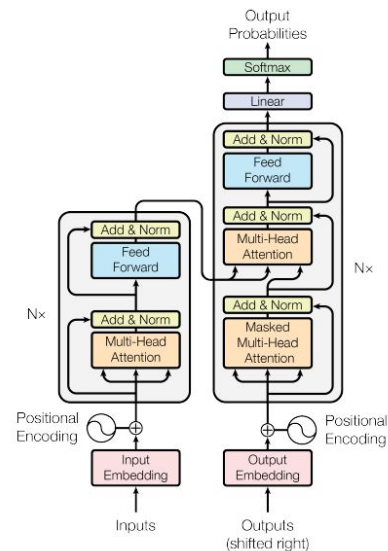 Output
Probabilities
Softmax
Linear
Add & Norm
Feed
Forward
Add & Norm
Multi-Head
Attention
Nx
Add & Norm
Masked
Multi-Head
Attention
Add & Norm
Feed
Forward
Nx
Add & Norm
Multi-Head
Attention
Positional
Encoding
Positional
Encoding
Input
Embedding
Output
Embedding
Inputs
Outputs
(shifted right)